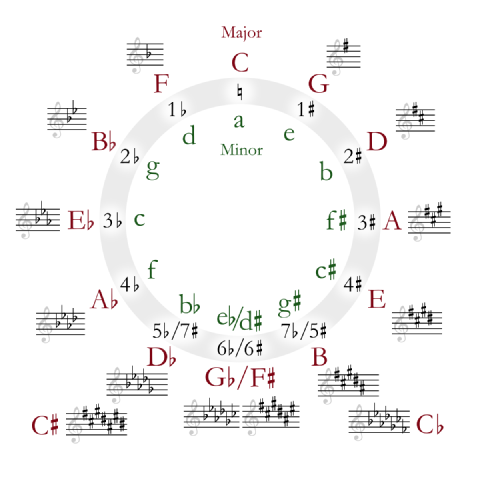 Major
C
F
G
♮
1♭
1♯
a
d
e
Minor
B♭
D
2♭
2♯
g
b
E♭
3♭
c
f♯
3♯
A
f
c♯
A♭
4♭
4♯
E
b♭
e♭/d♯
g♯
5♭/7♯
6♭/6♯
7♭/5♯
D♭
G♭/F♯
B
C♯
C♭